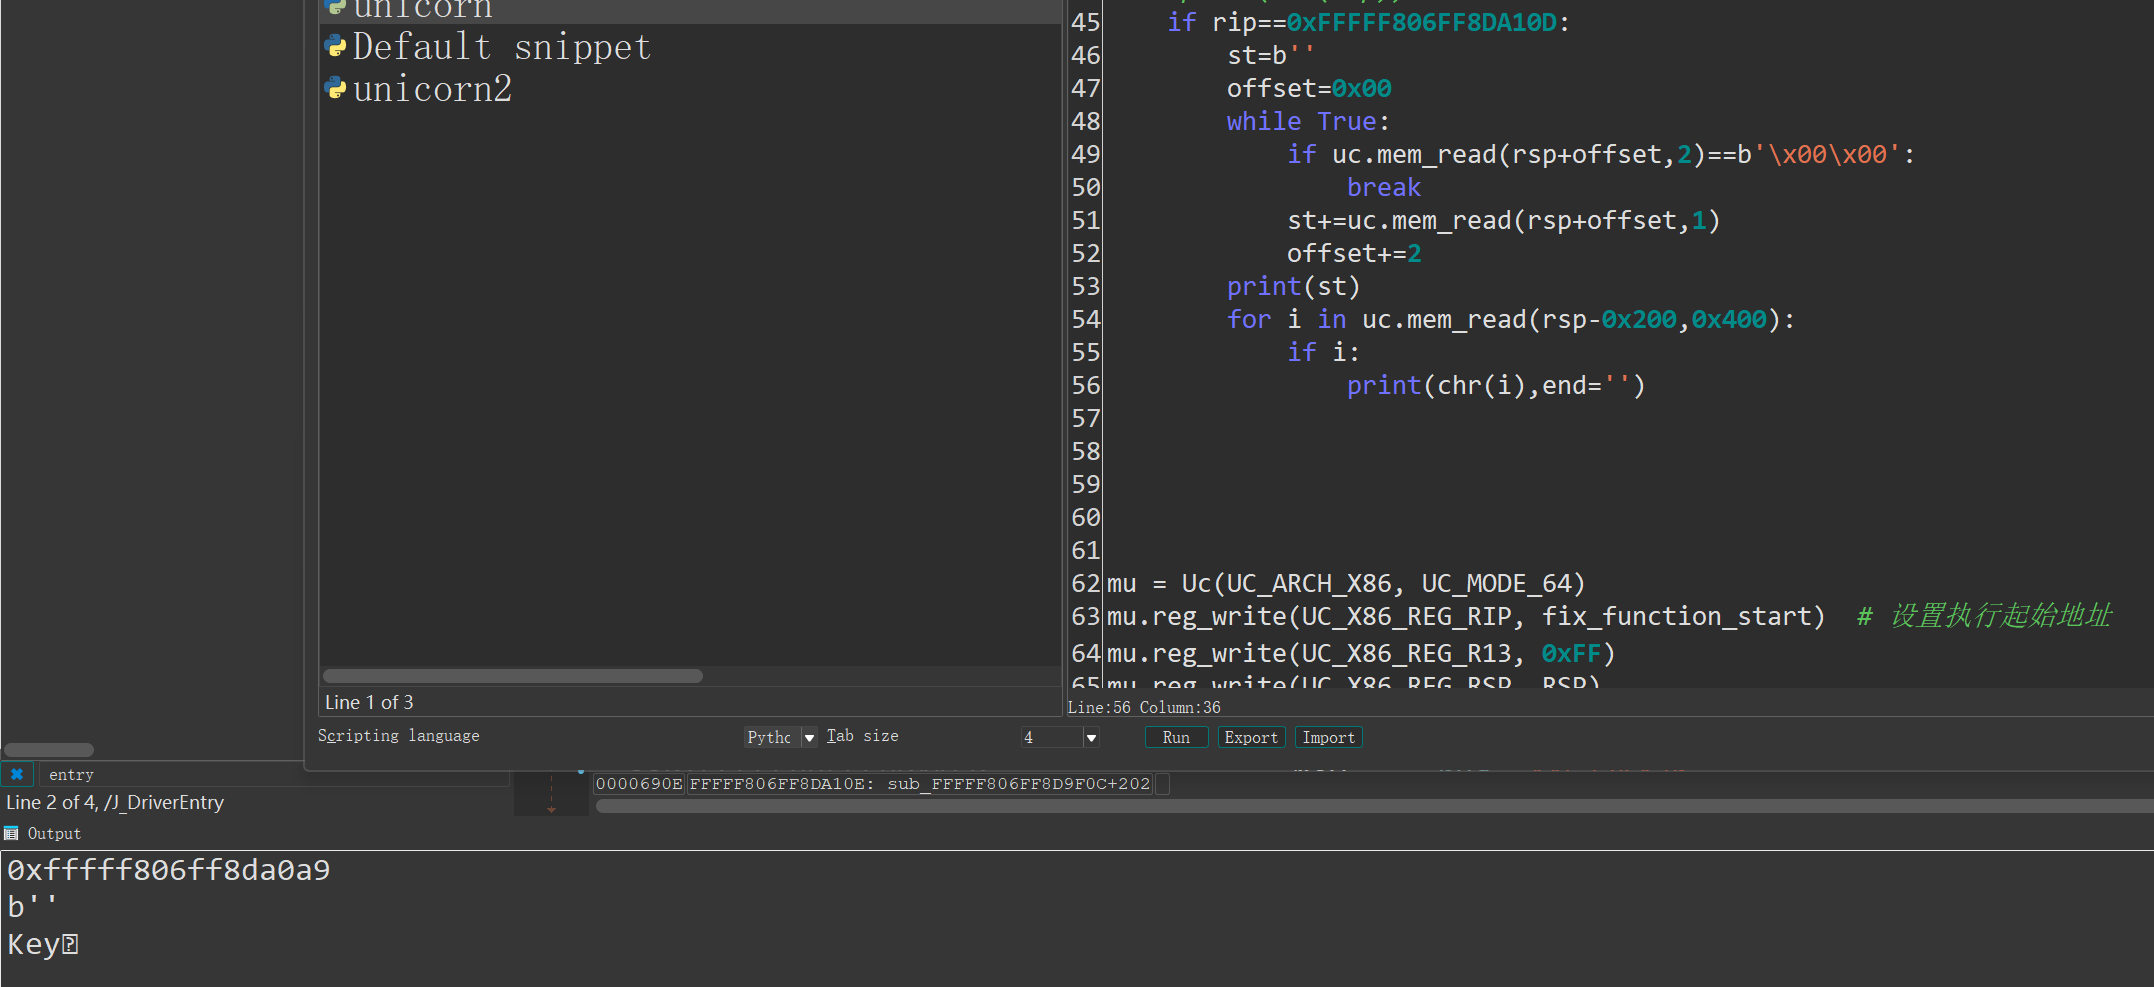 unicorn
Default snippet
unicorn2
Line 1 of 3
45 if rip==0xFFFFF806FF8DA10D:
46 st=b''
47 offset=0x00
48 while True:
49 if uc.mem_read(rsp+offset,2)==b'\x00\x00':
50 break
51 st+=uc.mem_read(rsp+offset,1)
52 offset+=2
53 print(st)
54 for i in uc.mem_read(rsp-0x200,0x400):
55 if i:
56 print(chr(i),end='')
57
58
59
60
61
62 mu = Uc(UC_ARCH_X86, UC_MODE_64)
63 mu.reg_write(UC_X86_REG_RIP, fix_function_start) # 设置执行起始地址
64 mu.reg_write(UC_X86_REG_R13, 0xFF)
65 mu.reg_write(UC_X86_REG_RSP, RSP)
Line:56 Column:36
Scripting language
Pythc
Tab size
4
Run
Export
Import
entry
Line 2 of 4, /J_DriverEntry
0000690E FFFFF806FF8DA10E: sub_FFFFF806FF8D9F0C+202
Output
0xfffff806ff8da0a9
b''
Key